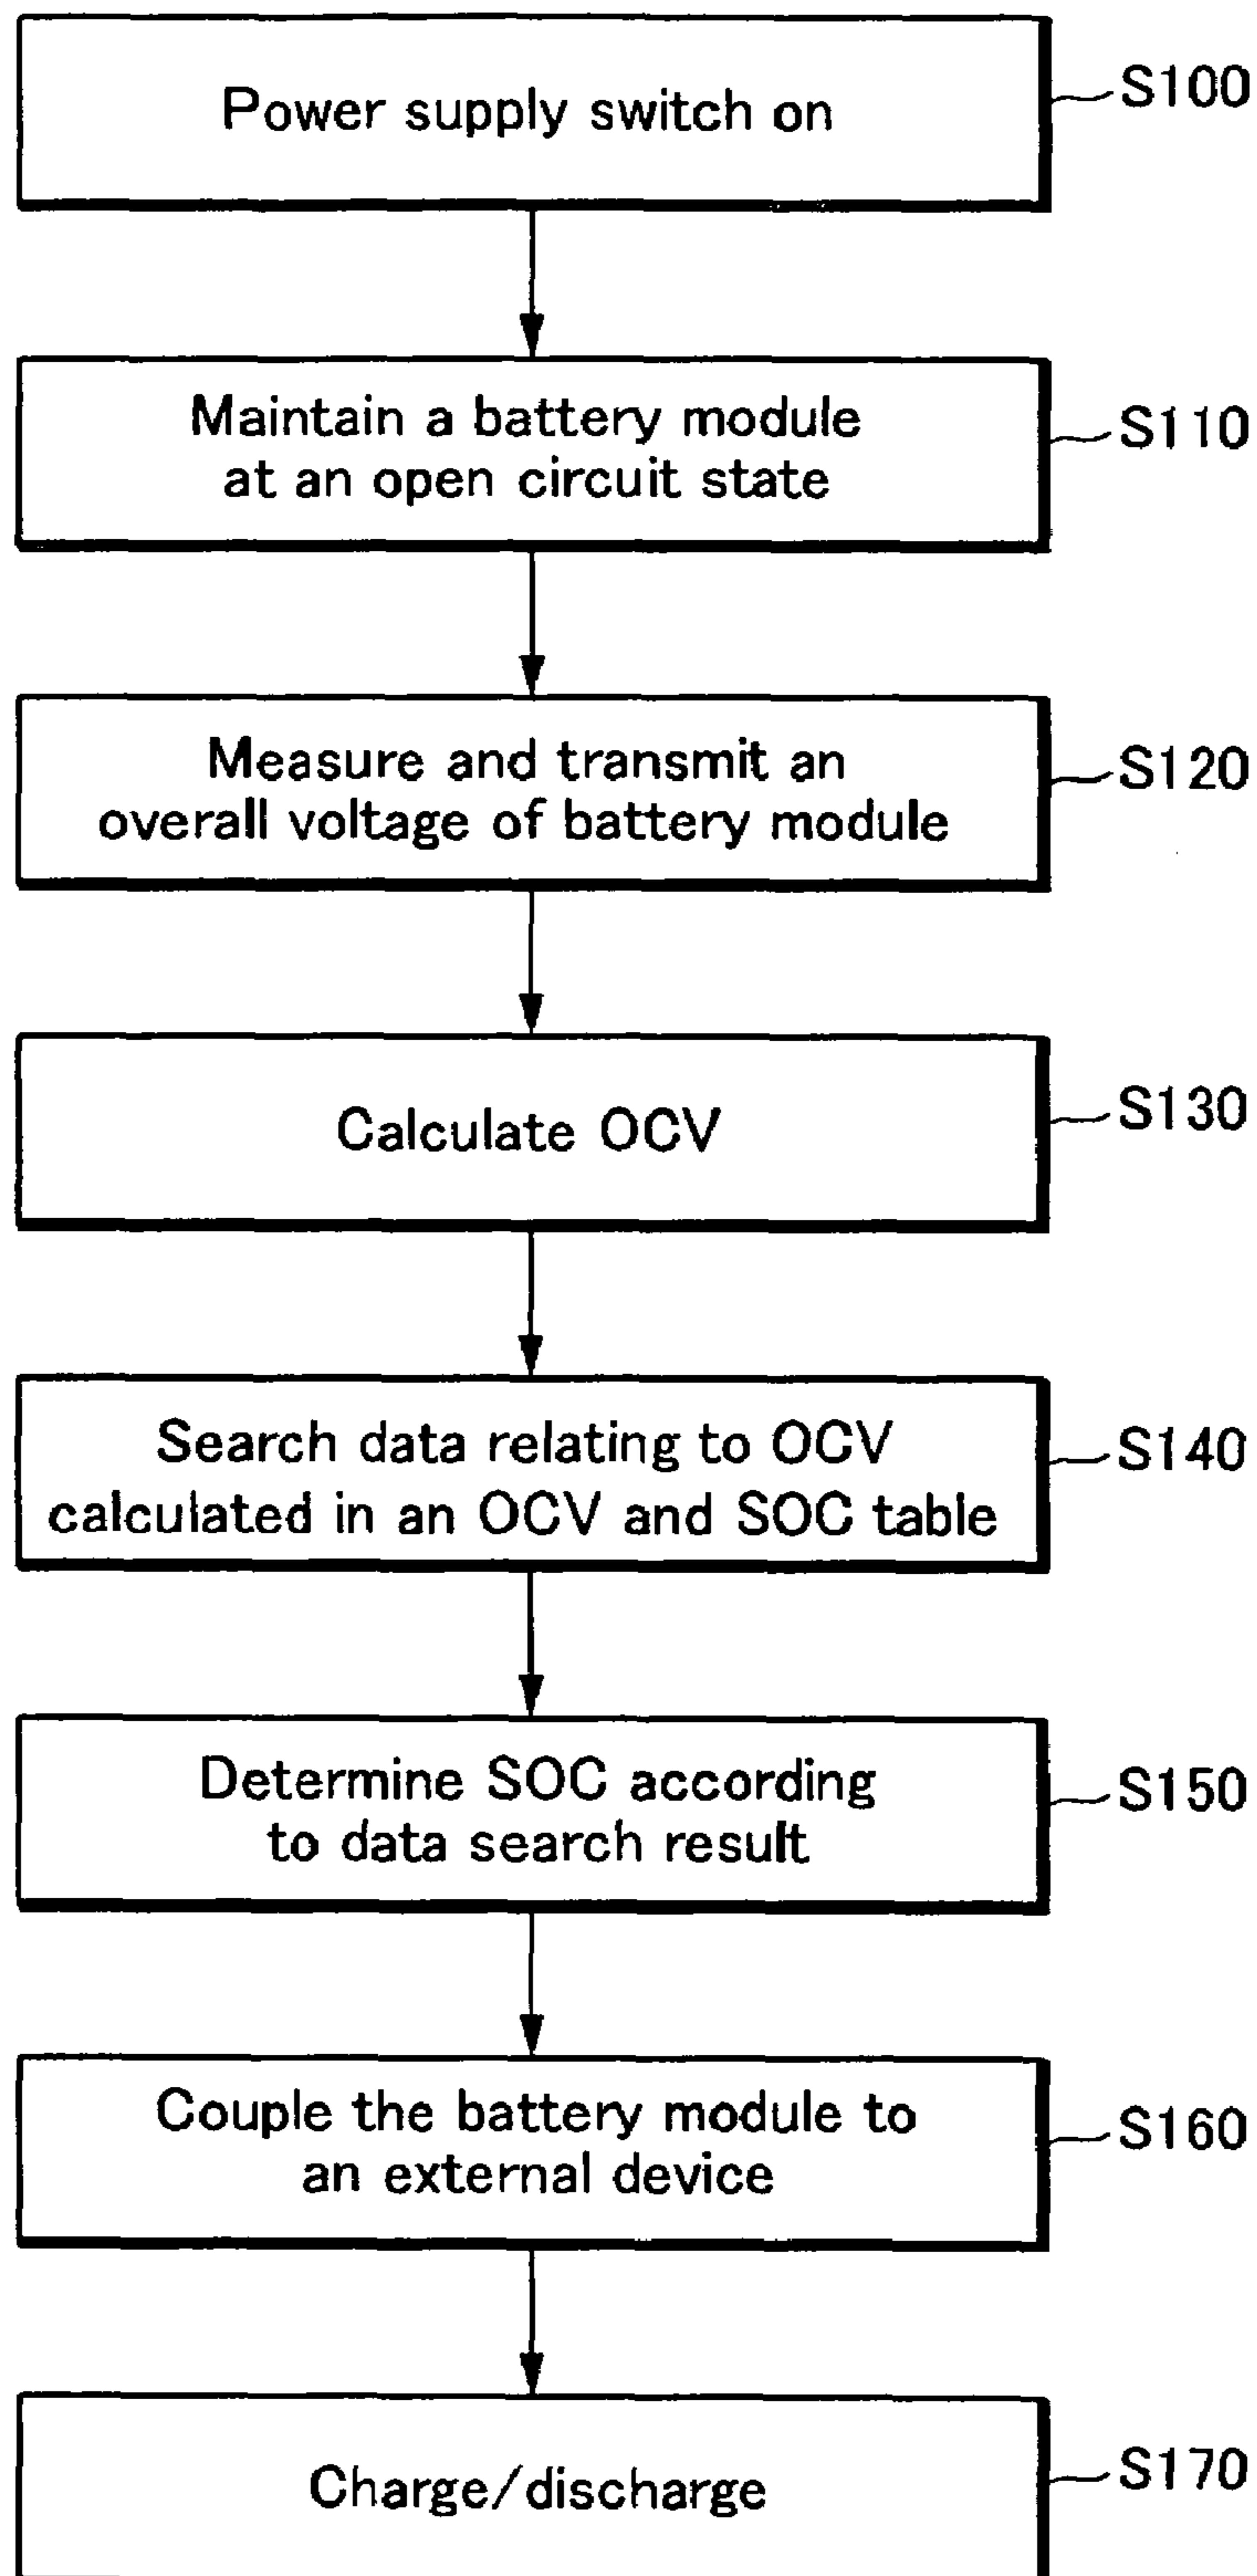 Power supply switch on
S100
Maintain a battery module
at an open circuit state
S110
Measure and transmit an
overall voltage of battery module
S120
Calculate OCV
S130
Search data relating to OCV
calculated in an OCV and SOC table
S140
Determine SOC according
to data search result
S150
Couple the battery module to
an external device
S160
Charge/discharge
S170